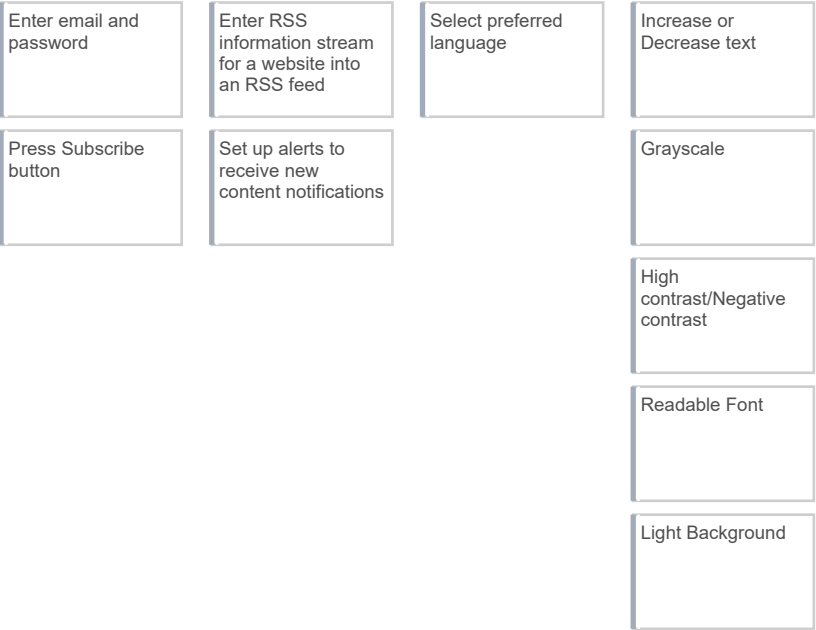 Enter email and
password
Enter RSS
information stream
for a website into
an RSS feed
Select preferred
language
Increase or
Decrease text
Press Subscribe
button
Set up alerts to
receive new
content notifications
Grayscale
High
contrast/Negative
contrast
Readable Font
Light Background